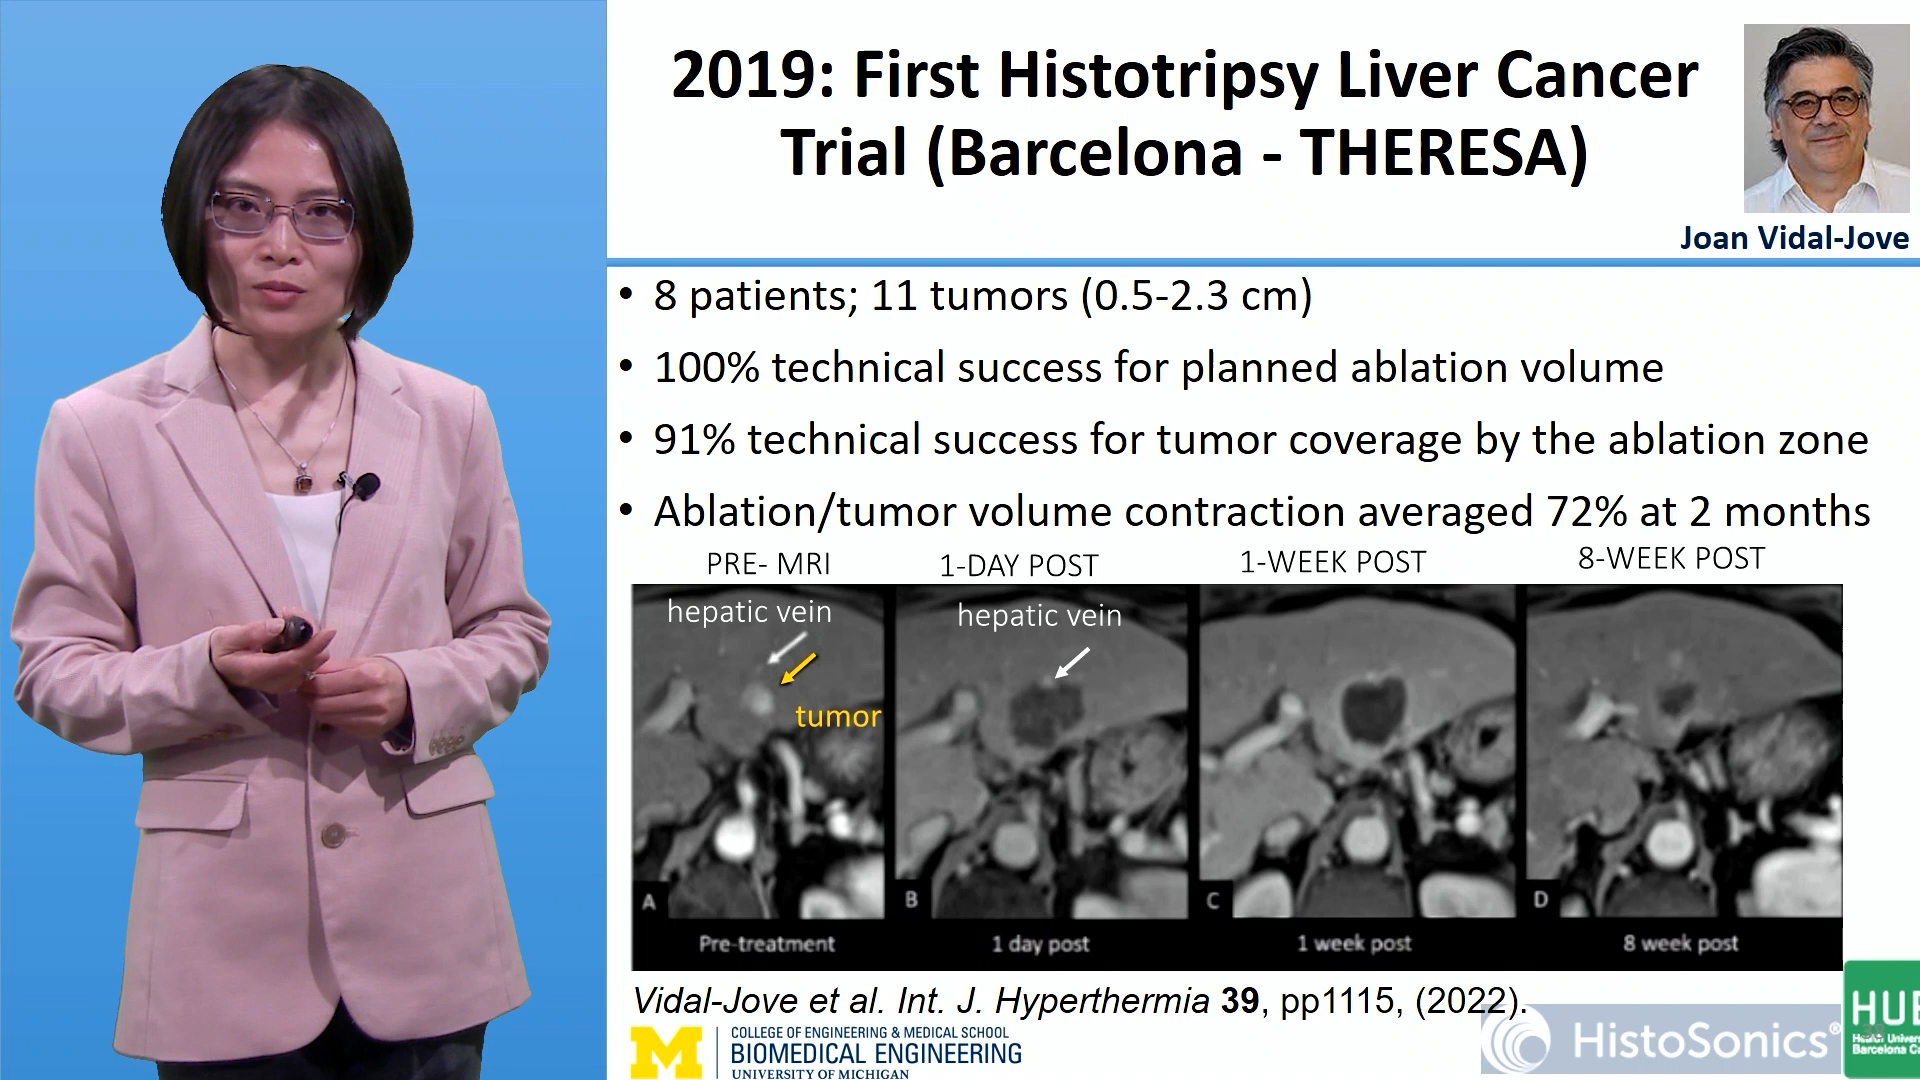 2019: First Histotripsy Liver Cancer
Trial (Barcelona - THERESA)
Joan Vidal-Jove
• 8 patients; 11 tumors (0.5-2.3 cm)
• 100% technical success for planned ablation volume
• 91% technical success for tumor coverage by the ablation zone
• Ablation/tumor volume contraction averaged 72% at 2 months
PRE- MRI
1-DAY POST
1-WEEK POST
8-WEEK POST
hepatic vein
tumor
hepatic vein
A
B
C
D
Pre-treatment
1 day post
1 week post
8 week post
Vidal-Jove et al. Int. J. Hyperthermia 39, pp1115, (2022).
M
COLLEGE OF ENGINEERING & MEDICAL SCHOOL
BIOMEDICAL ENGINEERING
UNIVERSITY OF MICHIGAN
HistoSonics®
Barcelona